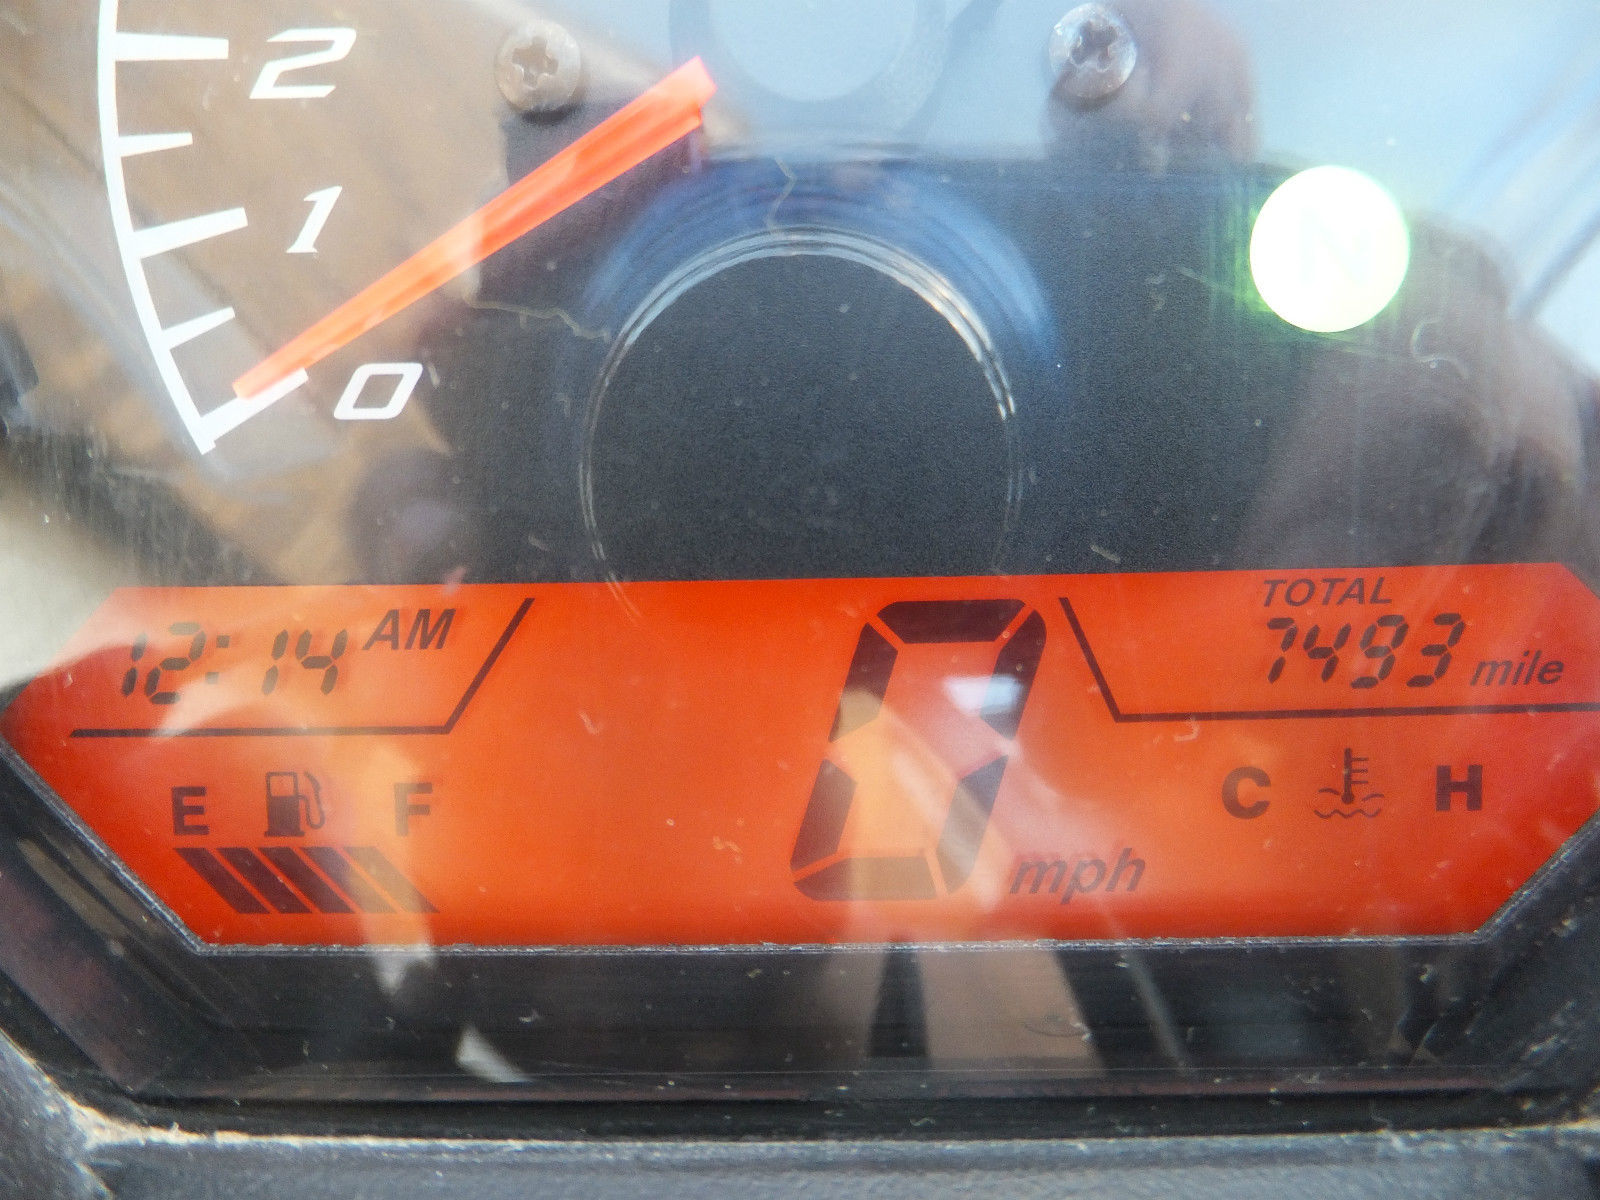 2
1
0
N
12:14 AM
TOTAL
7493 mile
E F
0 mph
C H